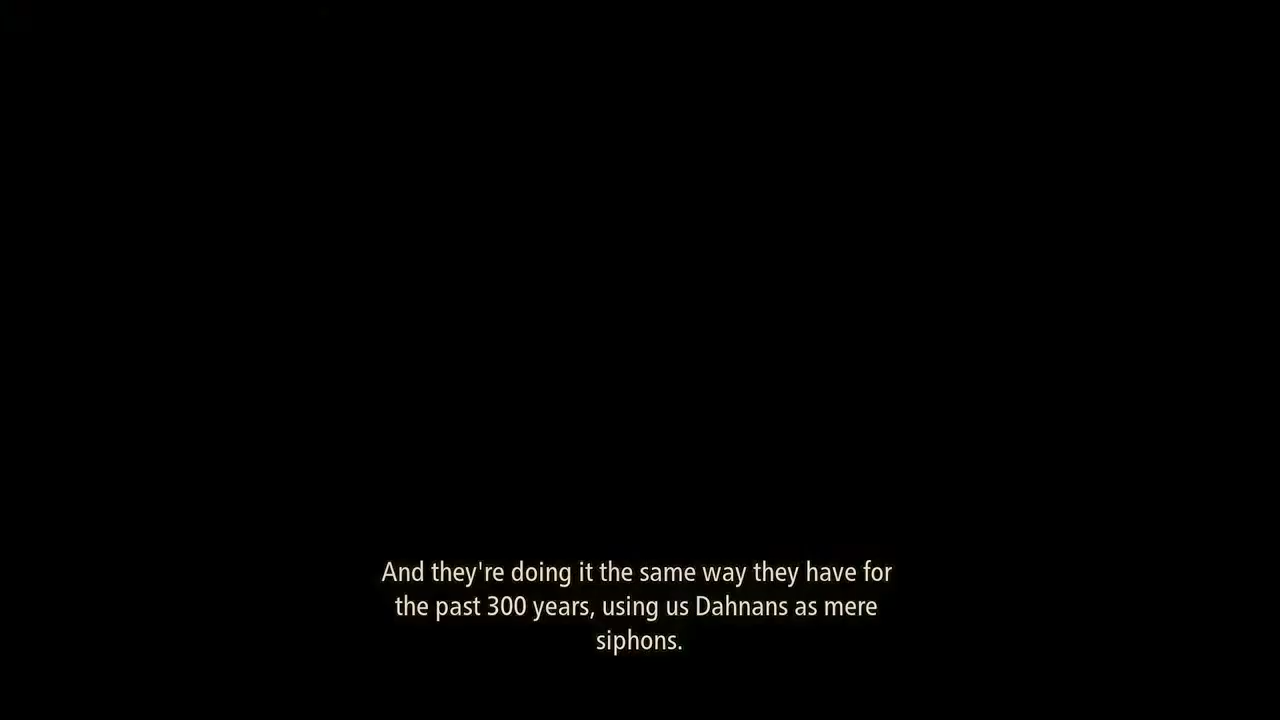 And they're doing it the same way they have for
the past 300 years, using us Dahnans as mere
siphons.